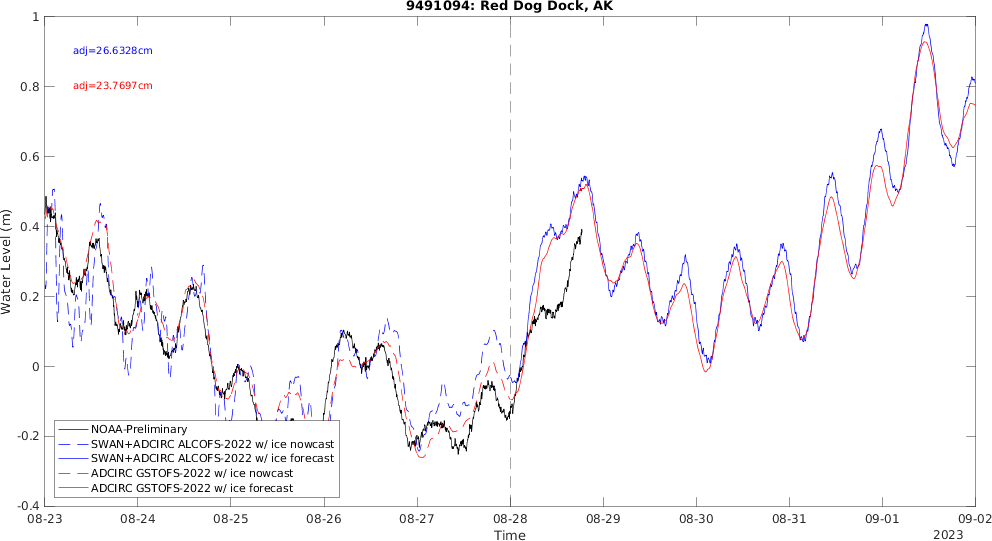 9491094: Red Dog Dock, AK
adj=26.6328cm
adj=23.7697cm
Water Level (m)
1
0.8
0.6
0.4
0.2
0
-0.2
-0.4
NOAA-Preliminary
SWAN+ADCIRC ALCOFS-2022 w/ ice nowcast
SWAN+ADCIRC ALCOFS-2022 w/ ice forecast
ADCIRC GSTOFS-2022 w/ ice nowcast
ADCIRC GSTOFS-2022 w/ ice forecast
08-23 08-24 08-25 08-26 08-27 08-28 08-29 08-30 08-31 09-01 09-02
Time
2023